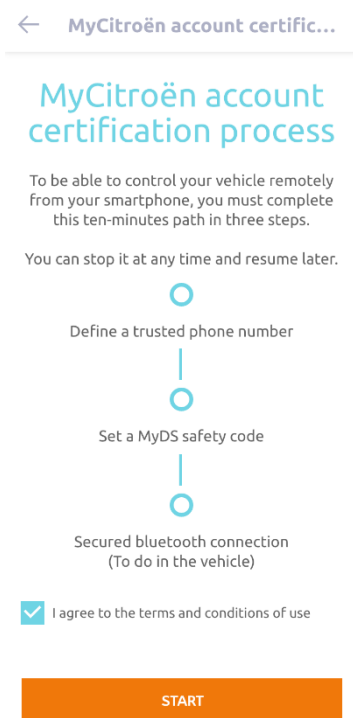 MyCitroën account certific...
MyCitroën account
certification process
To be able to control your vehicle remotely
from your smartphone, you must complete
this ten-minutes path in three steps.
You can stop it at any time and resume later.
Define a trusted phone number
Set a MyDS safety code
Secured bluetooth connection
(To do in the vehicle)
I agree to the terms and conditions of use
START